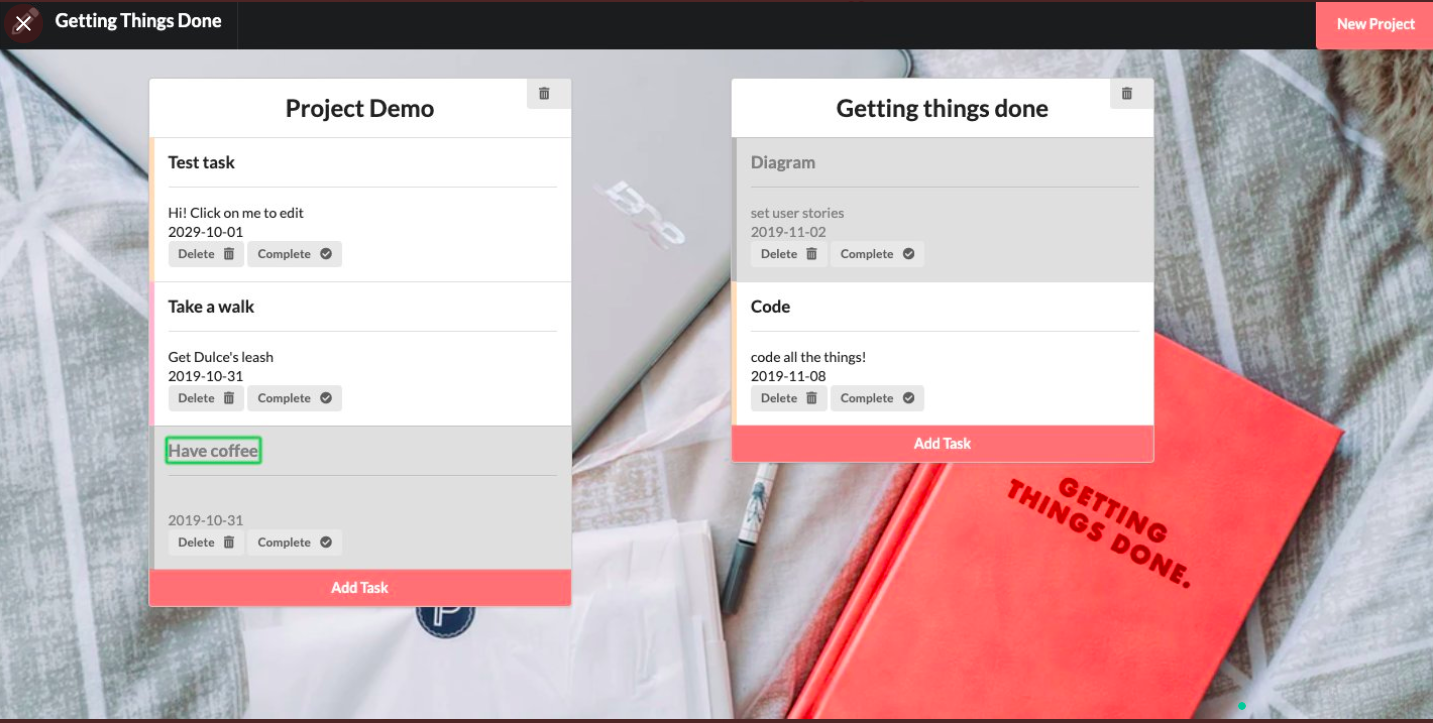 Getting Things Done
New Project
Project Demo
Test task
Hi! Click on me to edit
2029-10-01
Delete Complete
Take a walk
Get Dulce's leash
2019-10-31
Delete Complete
Have coffee
2019-10-31
Delete Complete
Add Task
Getting things done
Diagram
set user stories
2019-11-02
Delete Complete
Code
code all the things!
2019-11-08
Delete Complete
Add Task
GETTING
THINGS DONE.
P